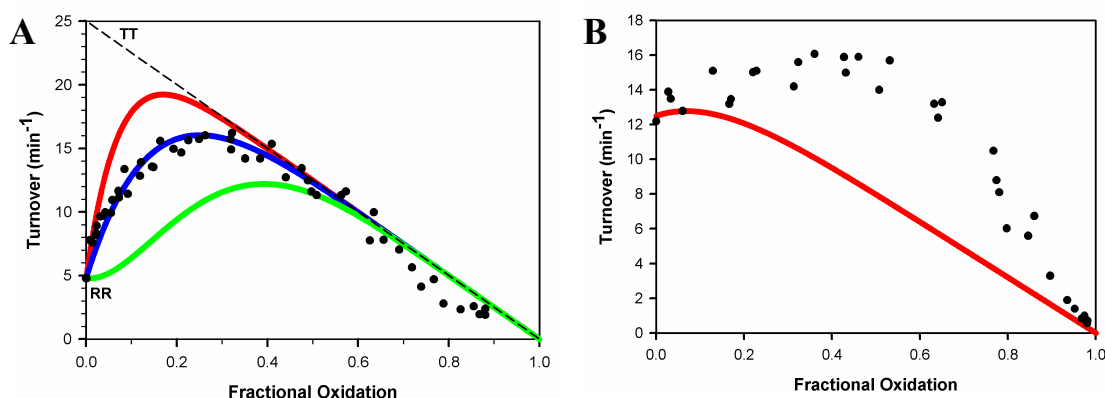 A
TT
RR
Turnover (min-1)
25
20
15
10
5
0
0.0 0.2 0.4 0.6 0.8 1.0
Fractional Oxidation
B
Turnover (min-1)
18
16
14
12
10
8
6
4
2
0
0.0 0.2 0.4 0.6 0.8 1.0
Fractional Oxidation